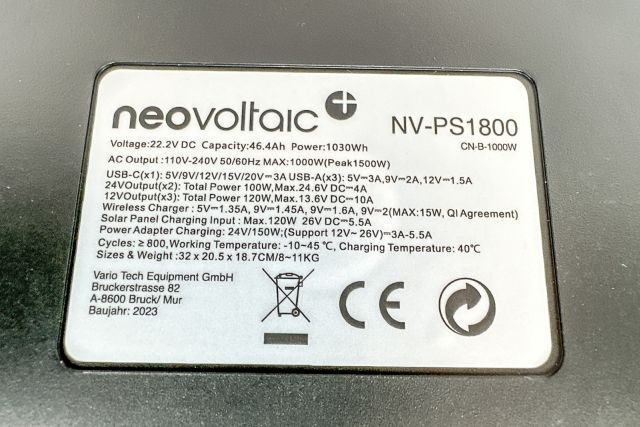 neovoltaic
NV-PS1800
CN-B-1000W
Voltage:22.2V DC Capacity:46.4Ah Power:1030Wh
AC Output :110V-240V 50/60Hz MAX:1000W(Peak1500W)
USB-C(x1): 5V/9V/12V/15V/20V⎓3A USB-A(x3): 5V⎓3A,9V⎓2A,12V⎓1.5A
24VOutput(x2): Total Power 100W,Max.24.6V DC⎓4A
12VOutput(x3): Total Power 120W,Max.13.6V DC⎓10A
Wireless Charger : 5V⎓1.35A, 9V⎓1.45A, 9V⎓1.6A, 9V⎓2(MAX:15W, QI Agreement)
Solar Panel Charging Input : Max.120W 26V DC⎓5.5A
Power Adapter Charging : 24V/150W;(Support 12V~ 26V)⎓3A-5.5A
Cycles: ≥ 800,Working Temperature: -10~45℃, Charging Temperature: 40℃
Sizes & Weight :32 x 20.5 x 18.7CM/8~11KG
Vario Tech Equipment GmbH
Bruckerstrasse 82
A-8600 Bruck/ Mur
Baujahr: 2023
CE